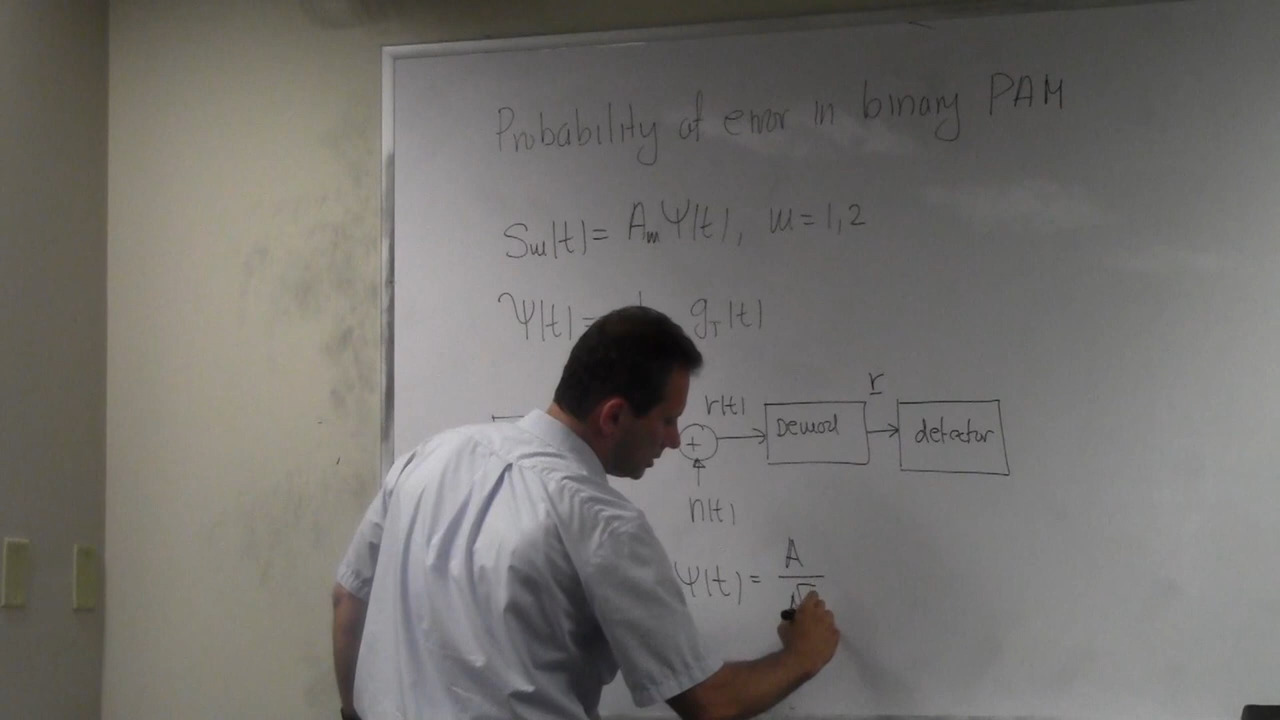 Probability of error in binary PAM
Sm(t) = Am Ψ(t), m = 1, 2
Ψ(t) = gT(t)
r(t)
r
+
Demod
detector
n(t)
Ψ(t) = A / √